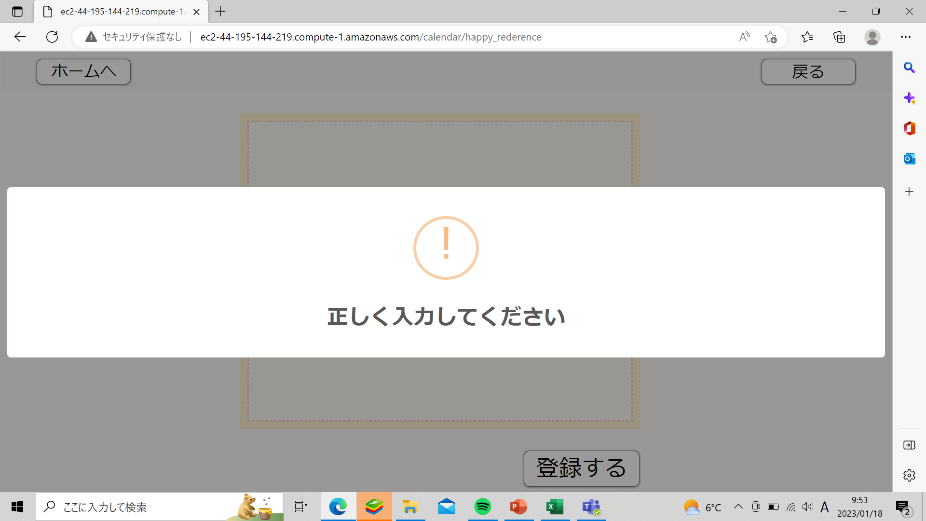 ec2-44-195-144-219.compute-1.
セキュリティ保護なし
ec2-44-195-144-219.compute-1.amazonaws.com/calendar/happy_rederence
ホームへ
戻る
!
正しく入力してください
登録する
ここに入力して検索
6°C
A
9:53
2023/01/18
2